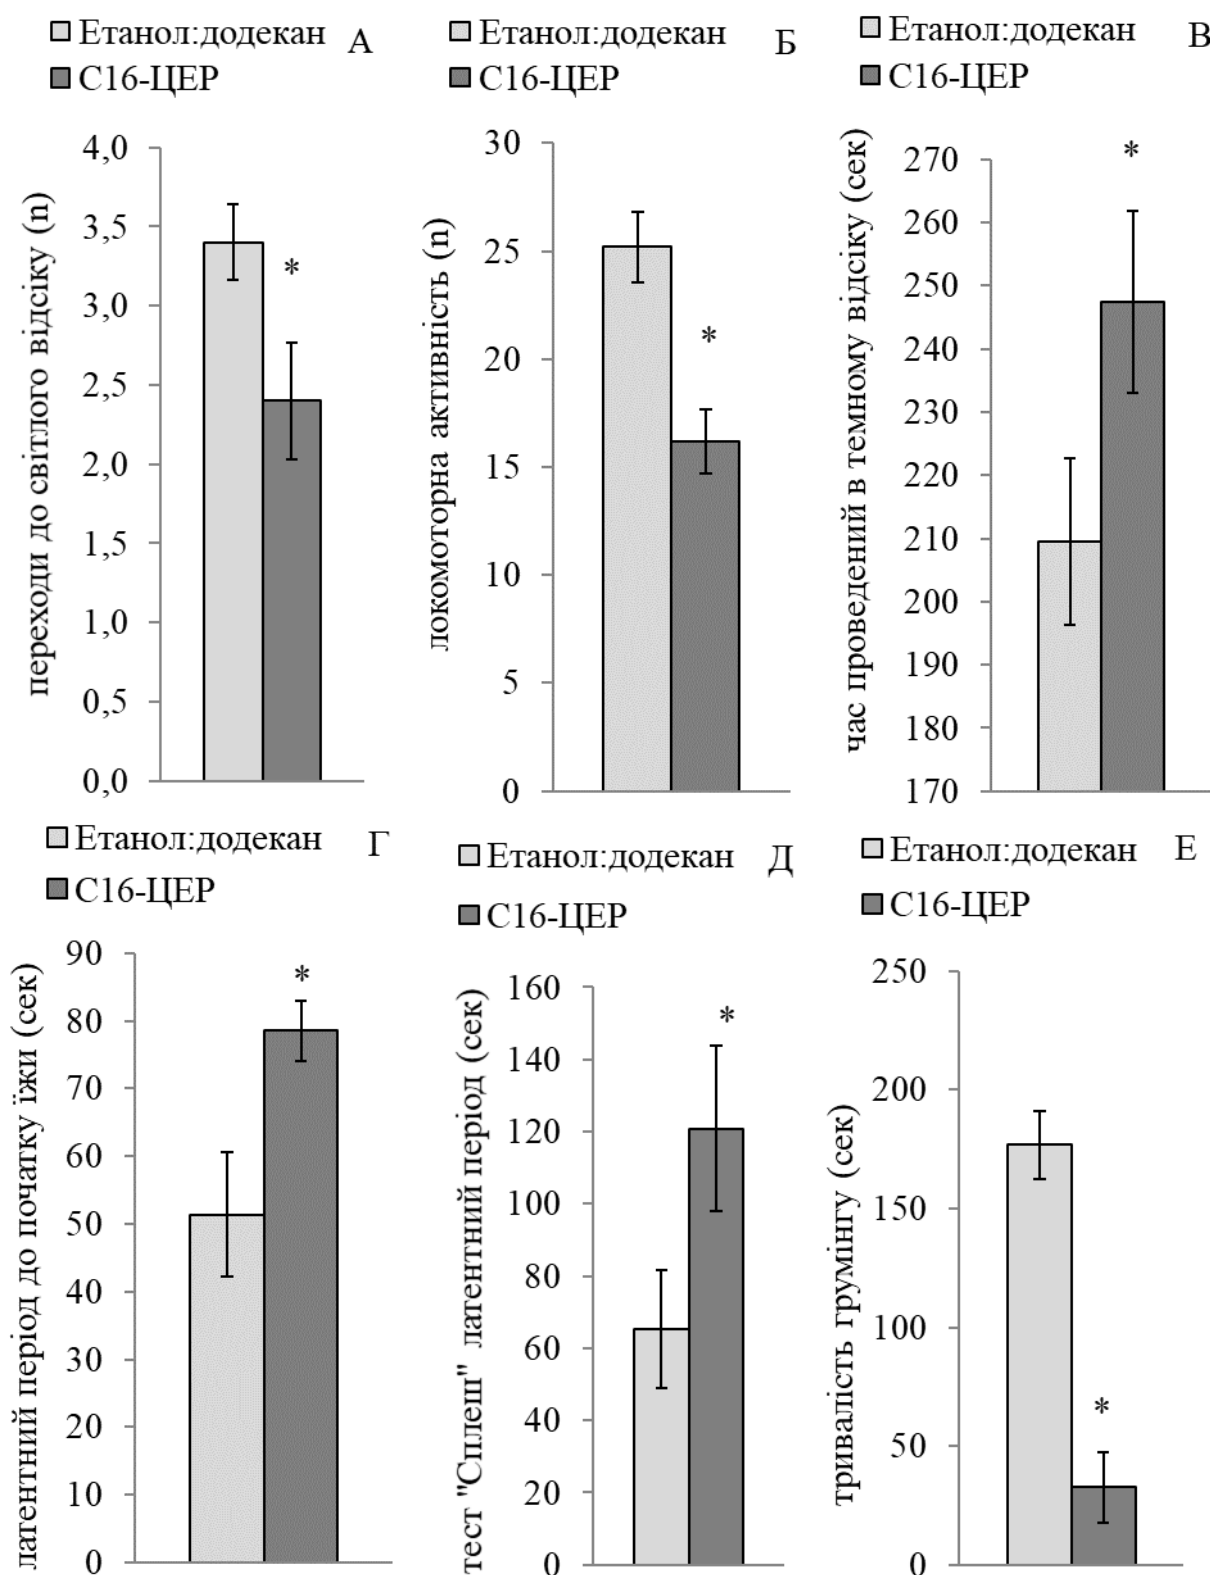 Етанол:додекан
С16-ЦЕР
А
переходи до світлого відсіку (n)
4,0
3,5
3,0
2,5
2,0
1,5
1,0
0,5
0,0
*
Етанол:додекан
С16-ЦЕР
Б
локомоторна активність (n)
30
25
20
15
10
5
0
*
Етанол:додекан
С16-ЦЕР
В
час проведений в темному відсіку (сек)
270
260
250
240
230
220
210
200
190
180
170
*
Етанол:додекан
С16-ЦЕР
Г
латентний період до початку їжи (сек)
90
80
70
60
50
40
30
20
10
0
*
Етанол:додекан
С16-ЦЕР
Д
тест "Сплеш" латентний період (сек)
160
140
120
100
80
60
40
20
0
*
Етанол:додекан
С16-ЦЕР
Е
тривалість грумінгу (сек)
250
200
150
100
50
0
*